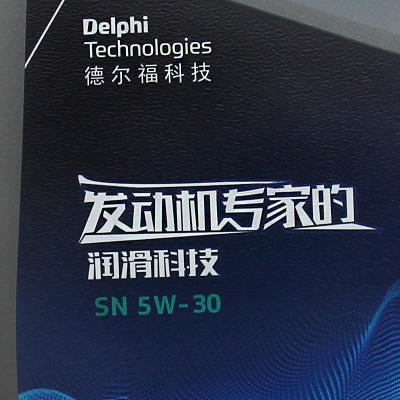 Delphi
Technologies
德尔福科技
发动机专家的
润滑科技
SN 5W-30